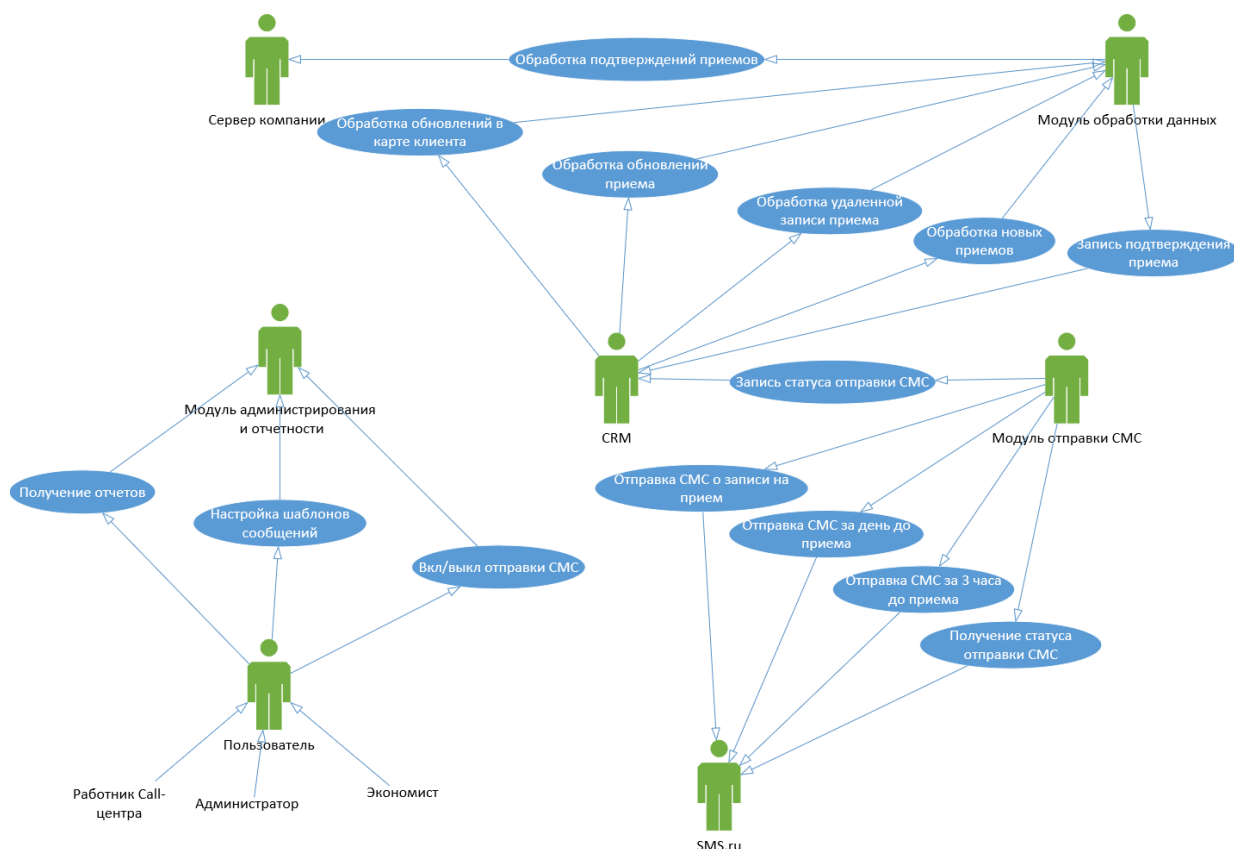 Обработка подтверждений приемов
Сервер компании
Модуль обработки данных
Обработка обновлений в
карте клиента
Обработка обновлений
приема
Обработка удаленной
записи приема
Обработка новых
приемов
Запись подтверждения
приема
Модуль администрирования
и отчетности
Запись статуса отправки СМС
CRM
Модуль отправки СМС
Получение отчетов
Настройка шаблонов
сообщений
Вкл/выкл отправки СМС
Отправка СМС о записи на
прием
Отправка СМС за день до
приема
Отправка СМС за 3 часа
до приема
Получение статуса
отправки СМС
Пользователь
Работник Call-
центра
Администратор
Экономист
SMS.ru